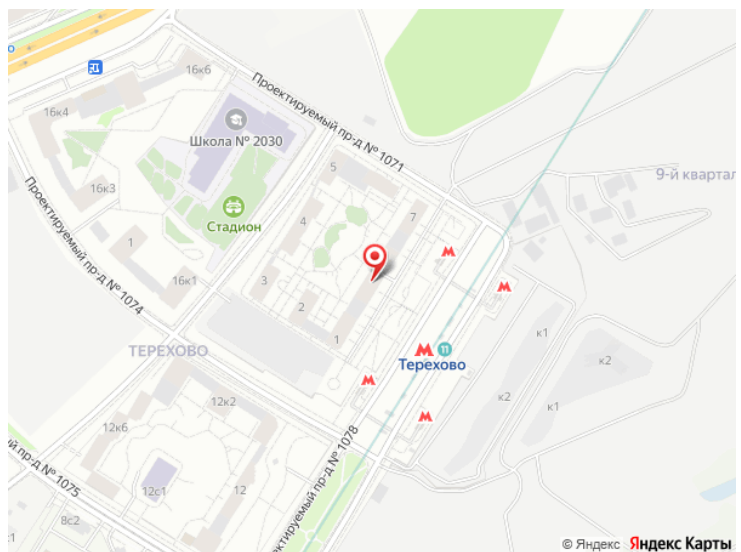 о
16к6
16к4
Школа № 2030
Проектируемый пр-д № 1071
5
9-й квартал
16к3
Стадион
7
4
Проектируемый пр-д № 1074
1
16к1
3
2
1
к1
11
Терехово
ТЕРЕХОВО
к2
к2
к1
12к2
12к6
Проектируемый пр-д № 1078
ый пр-д № 1075
12с1
12
8с2
с1
© Яндекс Яндекс Карты